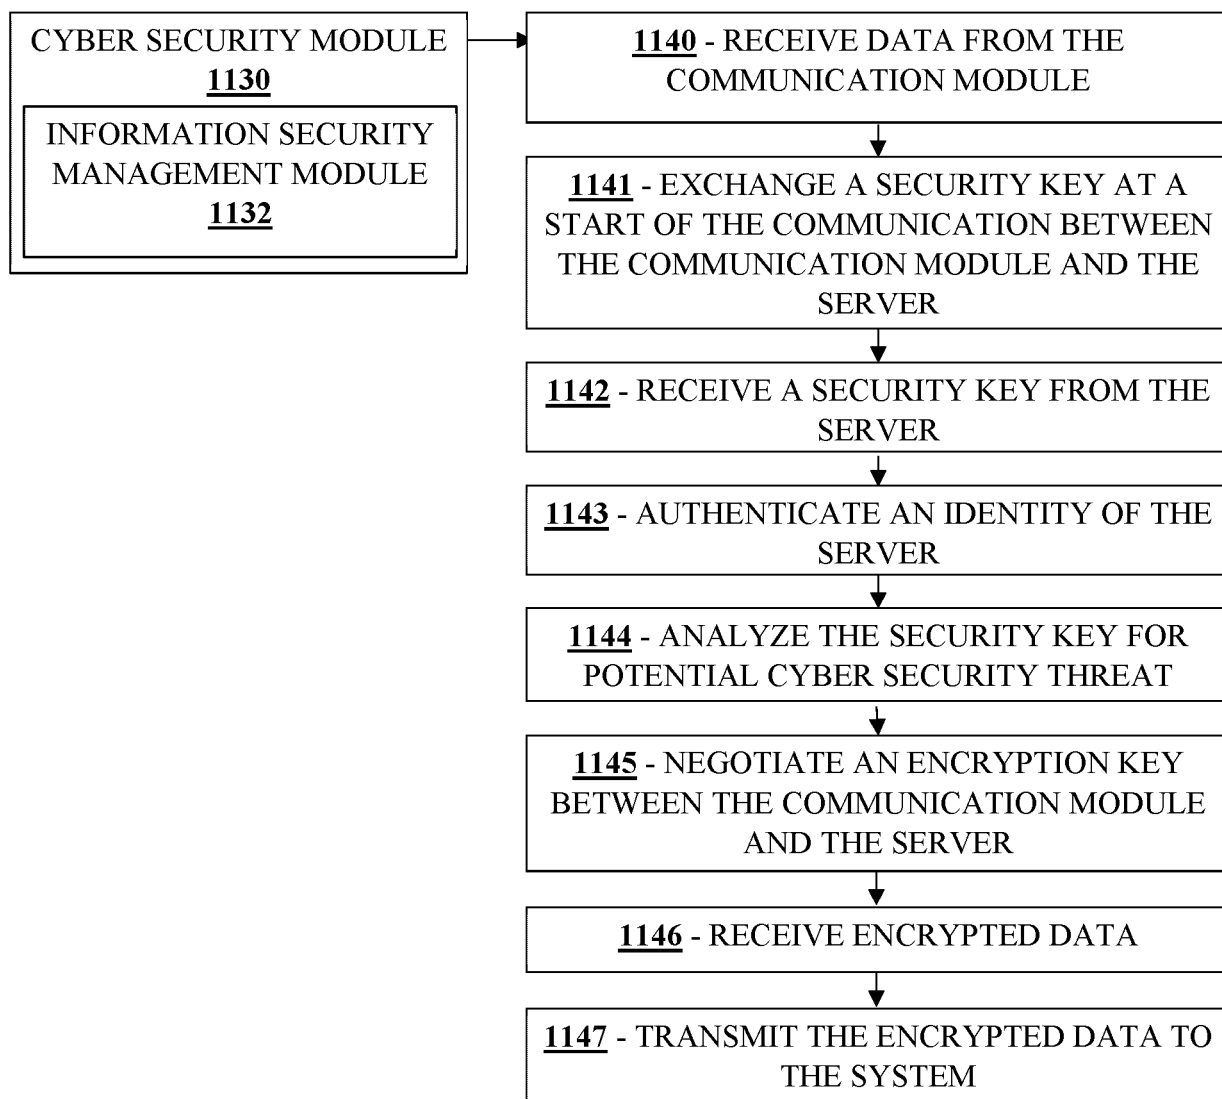 CYBER SECURITY MODULE
1130
INFORMATION SECURITY
MANAGEMENT MODULE
1132
1140 - RECEIVE DATA FROM THE
COMMUNICATION MODULE
1141 - EXCHANGE A SECURITY KEY AT A
START OF THE COMMUNICATION BETWEEN
THE COMMUNICATION MODULE AND THE
SERVER
1142 - RECEIVE A SECURITY KEY FROM THE
SERVER
1143 - AUTHENTICATE AN IDENTITY OF THE
SERVER
1144 - ANALYZE THE SECURITY KEY FOR
POTENTIAL CYBER SECURITY THREAT
1145 - NEGOTIATE AN ENCRYPTION KEY
BETWEEN THE COMMUNICATION MODULE
AND THE SERVER
1146 - RECEIVE ENCRYPTED DATA
1147 - TRANSMIT THE ENCRYPTED DATA TO
THE SYSTEM